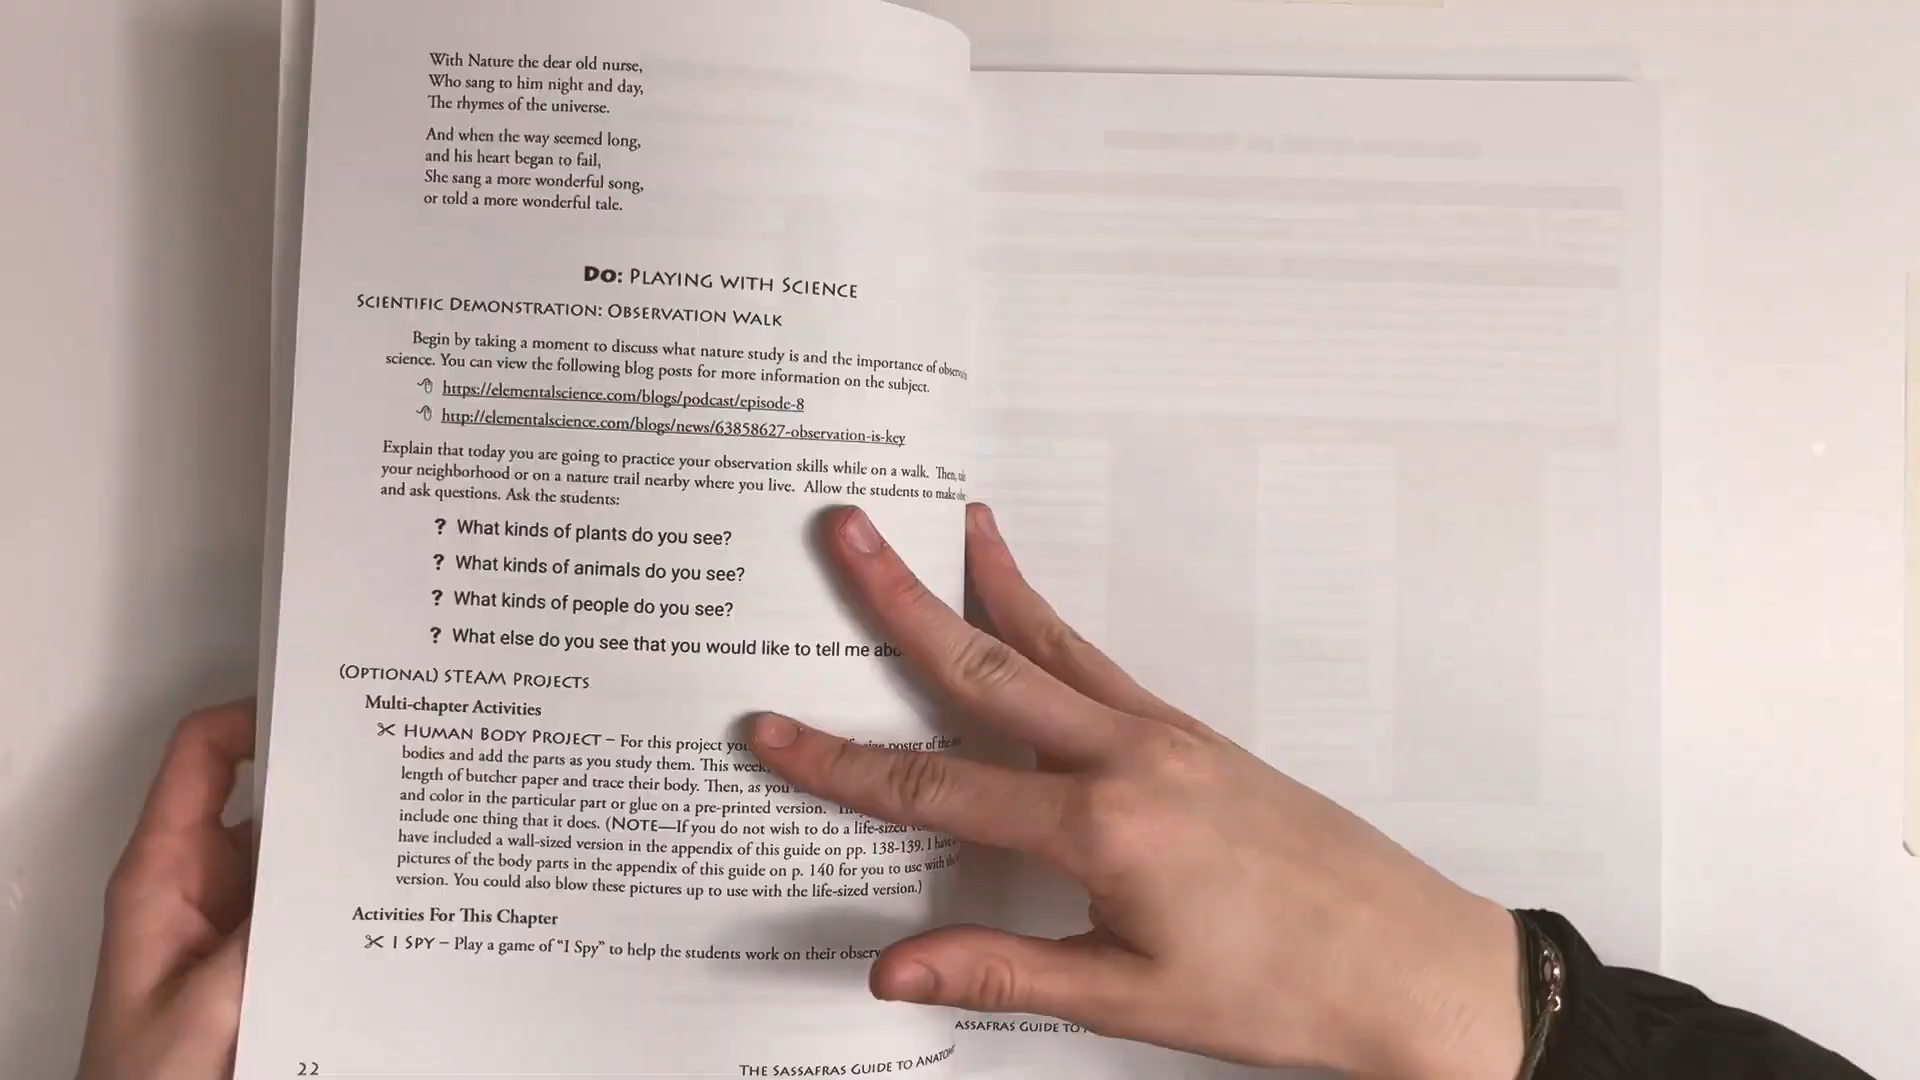 With Nature the dear old nurse,
Who sang to him night and day,
The rhymes of the universe.
And when the way seemed long,
and his heart began to fail,
She sang a more wonderful song,
or told a more wonderful tale.
Do: Playing with Science
Scientific Demonstration: Observation Walk
Begin by taking a moment to discuss what nature study is and the importance of
science. You can view the following blog posts for more information on the subject.
https://elementalscience.com/blogs/podcast/episode-8
http://elementalscience.com/blogs/news/63858627-observation-is-key
Explain that today you are going to practice your observation skills while on a walk. Then,
your neighborhood or on a nature trail nearby where you live. Allow the students to make
and ask questions. Ask the students:
? What kinds of plants do you see?
? What kinds of animals do you see?
? What kinds of people do you see?
? What else do you see that you would like to tell me
(Optional) STEAM Projects
Multi-chapter Activities
Human Body Project – For this project poster of
bodies and add the parts as you study them. This week,
length of butcher paper and trace their body. Then, as you
and color in the particular part or glue on a pre-printed version.
include one thing that it does. (NOTE—If you do not wish to do a life-sized
have included a wall-sized version in the appendix of this guide on pp. 138-139. I have
pictures of the body parts in the appendix of this guide on p. 140 for you to use with
version. You could also blow these pictures up to use with the life-sized version.)
Activities For This Chapter
I Spy – Play a game of “I Spy” to help the students work on their
22
The Sassafras Guide to
Guide to